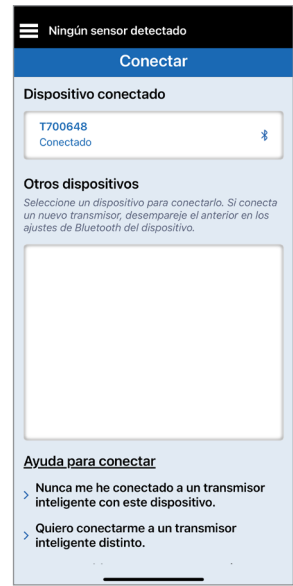 Ningún sensor detectado
Conectar
Dispositivo conectado
T700648
Conectado
Otros dispositivos
Seleccione un dispositivo para conectarlo. Si conecta
un nuevo transmisor, desempareje el anterior en los
ajustes de Bluetooth del dispositivo.
Ayuda para conectar
Nunca me he conectado a un transmisor
inteligente con este dispositivo.
Quiero conectarme a un transmisor
inteligente distinto.